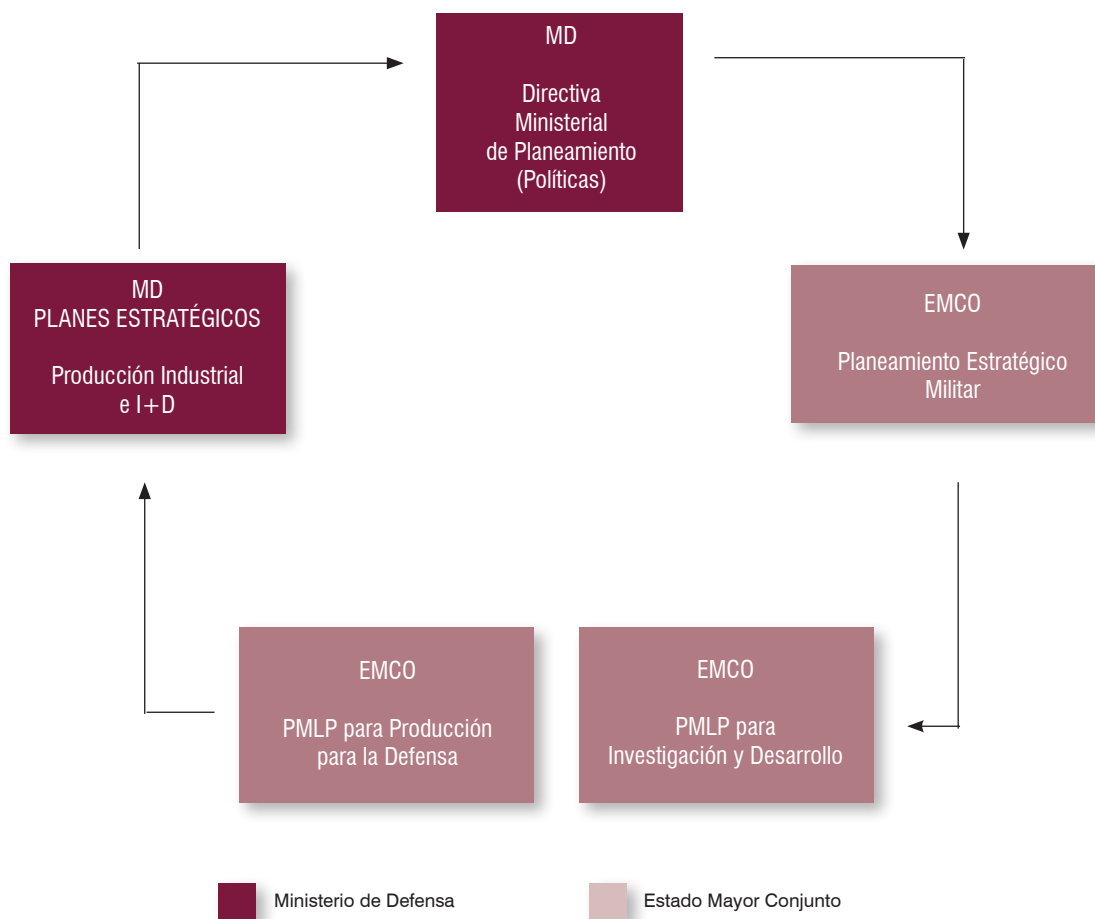 MD
Directiva
Ministerial
de Planeamiento
(Políticas)
MD
PLANES ESTRATÉGICOS
Producción Industrial
e I+D
EMCO
Planeamiento Estratégico
Militar
EMCO
PMLP para Producción
para la Defensa
EMCO
PMLP para
Investigación y Desarrollo
Ministerio de Defensa
Estado Mayor Conjunto